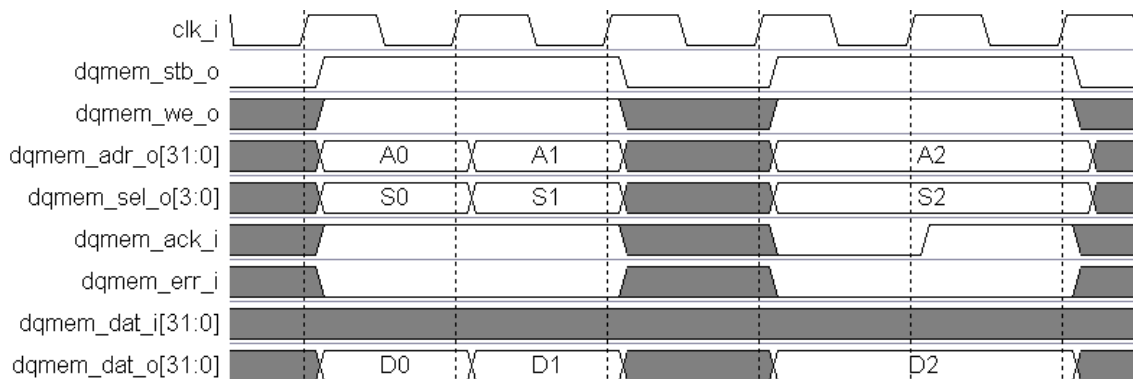 clk_i
dqmem_stb_o
dqmem_we_o
dqmem_adr_o[31:0] A0 A1 A2
dqmem_sel_o[3:0] S0 S1 S2
dqmem_ack_i
dqmem_err_i
dqmem_dat_i[31:0]
dqmem_dat_o[31:0] D0 D1 D2